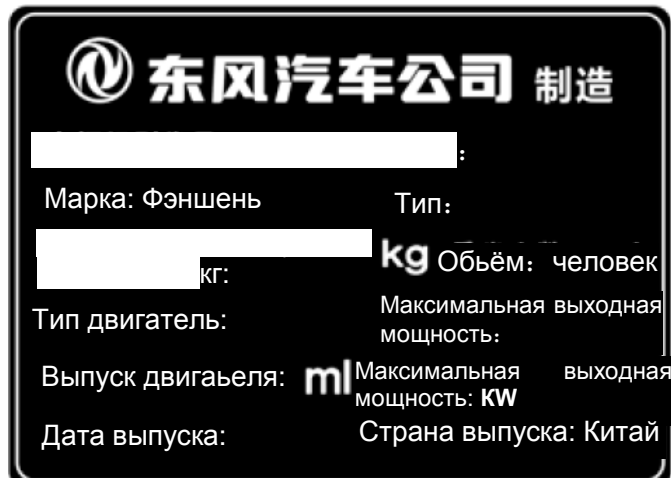 东风汽车公司 制造
:
Марка: Фэншень Тип:
kg Обьём: человек
кг:
Тип двигатель: Максимальная выходная
мощность:
Выпуск двигаьеля: ml Максимальная выходная
мощность: KW
Дата выпуска: Страна выпуска: Китай